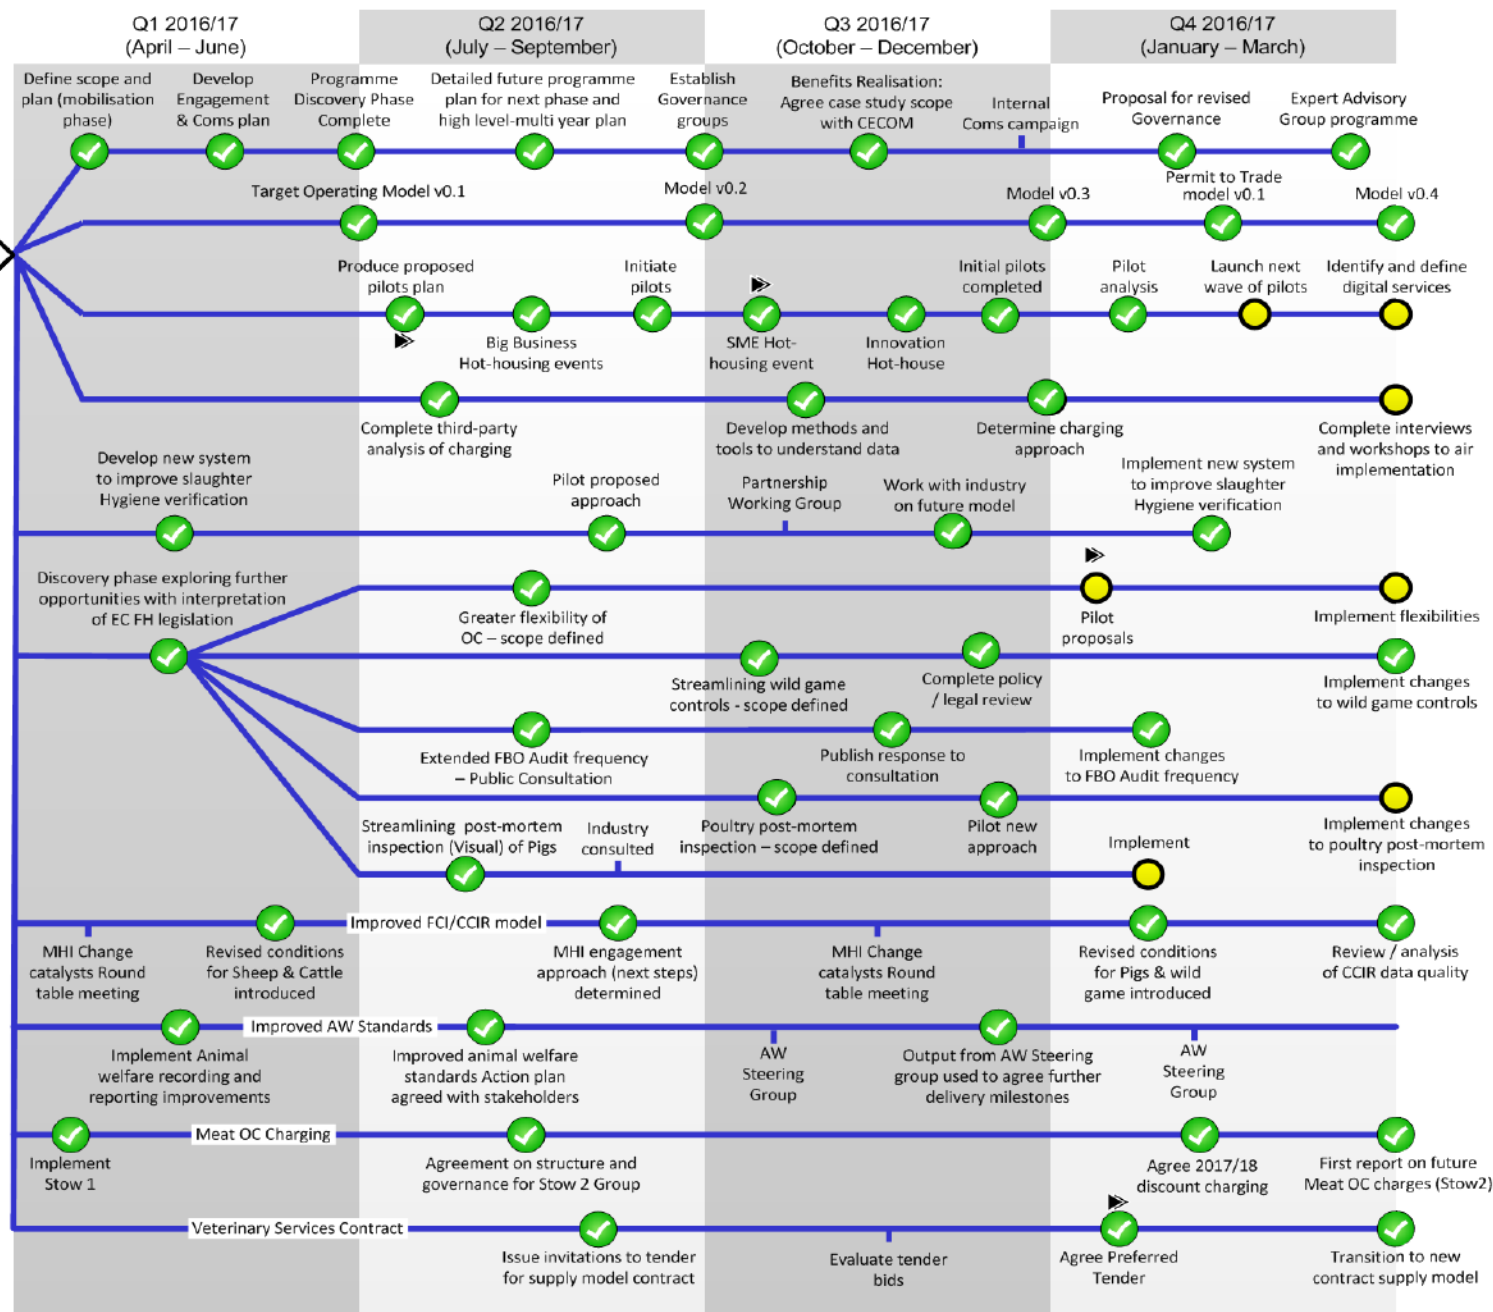 Q1 2016/17
(April – June)
Q2 2016/17
(July – September)
Q3 2016/17
(October – December)
Q4 2016/17
(January – March)
Define scope and
plan (mobilisation
phase)
Develop
Engagement
& Coms plan
Programme
Discovery Phase
Complete
Detailed future programme
plan for next phase and
high level-multi year plan
Establish
Governance
groups
Benefits Realisation:
Agree case study scope
with CECOM
Internal
Coms campaign
Proposal for revised
Governance
Expert Advisory
Group programme
Target Operating Model v0.1
Model v0.2
Model v0.3
Permit to Trade
model v0.1
Model v0.4
Produce proposed
pilots plan
Big Business
Hot-housing events
Initiate
pilots
SME Hot-
housing event
Innovation
Hot-house
Initial pilots
completed
Pilot
analysis
Launch next
wave of pilots
Identify and define
digital services
Complete third-party
analysis of charging
Develop methods and
tools to understand data
Determine charging
approach
Complete interviews
and workshops to air
implementation
Develop new system
to improve slaughter
Hygiene verification
Pilot proposed
approach
Partnership
Working Group
Work with industry
on future model
Implement new system
to improve slaughter
Hygiene verification
Discovery phase exploring further
opportunities with interpretation
of EC FH legislation
Greater flexibility of
OC – scope defined
Pilot
proposals
Implement flexibilities
Streamlining wild game
controls - scope defined
Complete policy
/ legal review
Implement changes
to wild game controls
Extended FBO Audit frequency
– Public Consultation
Publish response to
consultation
Implement changes
to FBO Audit frequency
Poultry post-mortem
inspection – scope defined
Pilot new
approach
Implement changes
to poultry post-mortem
inspection
Streamlining post-mortem
inspection (Visual) of Pigs
Industry
consulted
Implement
Improved FCI/CCIR model
MHI Change
catalysts Round
table meeting
Revised conditions
for Sheep & Cattle
introduced
MHI engagement
approach (next steps)
determined
MHI Change
catalysts Round
table meeting
Revised conditions
for Pigs & wild
game introduced
Review / analysis
of CCIR data quality
Improved AW Standards
Implement Animal
welfare recording and
reporting improvements
Improved animal welfare
standards Action plan
agreed with stakeholders
AW
Steering
Group
Output from AW Steering
group used to agree further
delivery milestones
AW
Steering
Group
Meat OC Charging
Implement
Stow 1
Agreement on structure and
governance for Stow 2 Group
Agree 2017/18
discount charging
First report on future
Meat OC charges (Stow2)
Veterinary Services Contract
Issue invitations to tender
for supply model contract
Evaluate tender
bids
Agree Preferred
Tender
Transition to new
contract supply model